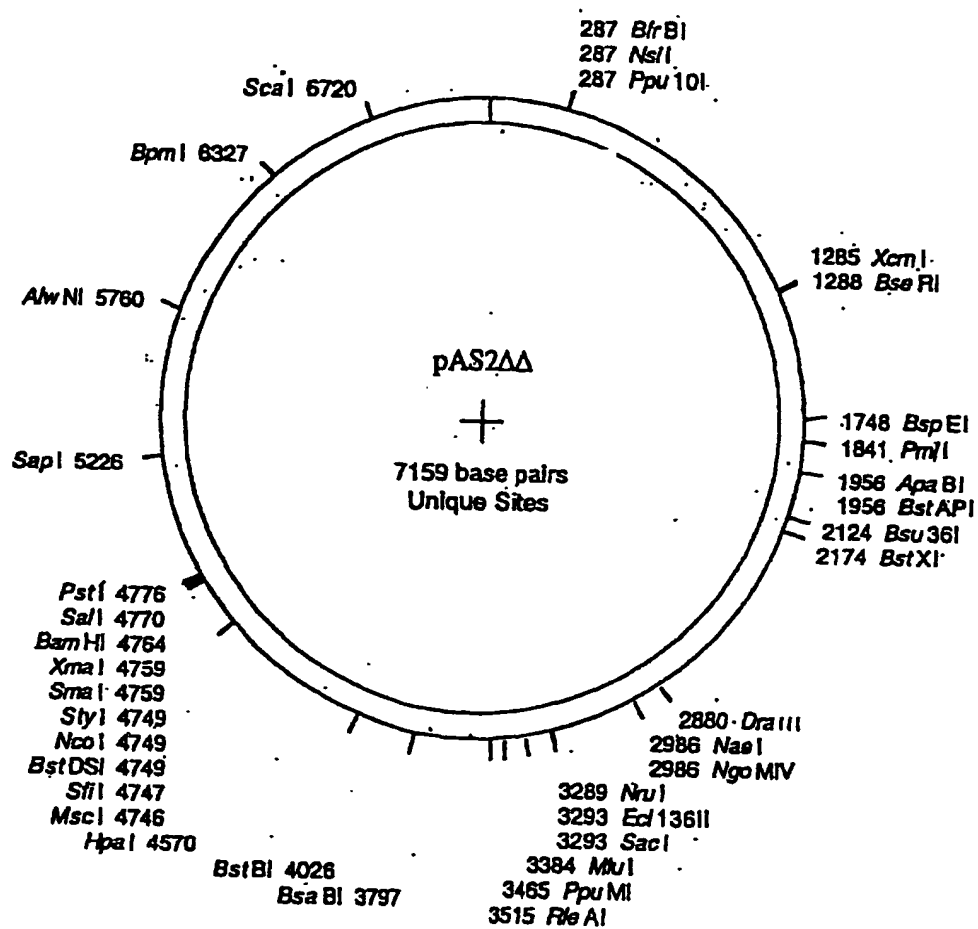 287 BfrBI
287 NsiI
287 Ppu10I
ScaI 6720
BpmI 6327
1285 XcmI
1288 BseRI
AlwNI 5760
pAS2ΔΔ
7159 base pairs
Unique Sites
1748 BspEI
1841 PmlI
1956 ApaBI
1956 BstAPI
2124 Bsu36I
2174 BstXI
SapI 5226
PstI 4776
SalI 4770
BamHI 4764
XmaI 4759
SmaI 4759
StyI 4749
NcoI 4749
BstDSI 4749
SfiI 4747
MscI 4746
HpaI 4570
BstBI 4026
BsaBI 3797
2880 DraIII
2986 NaeI
2986 NgoMIV
3289 NruI
3293 Ecl136II
3293 SacI
3384 MluI
3465 PpuMI
3515 RleAI